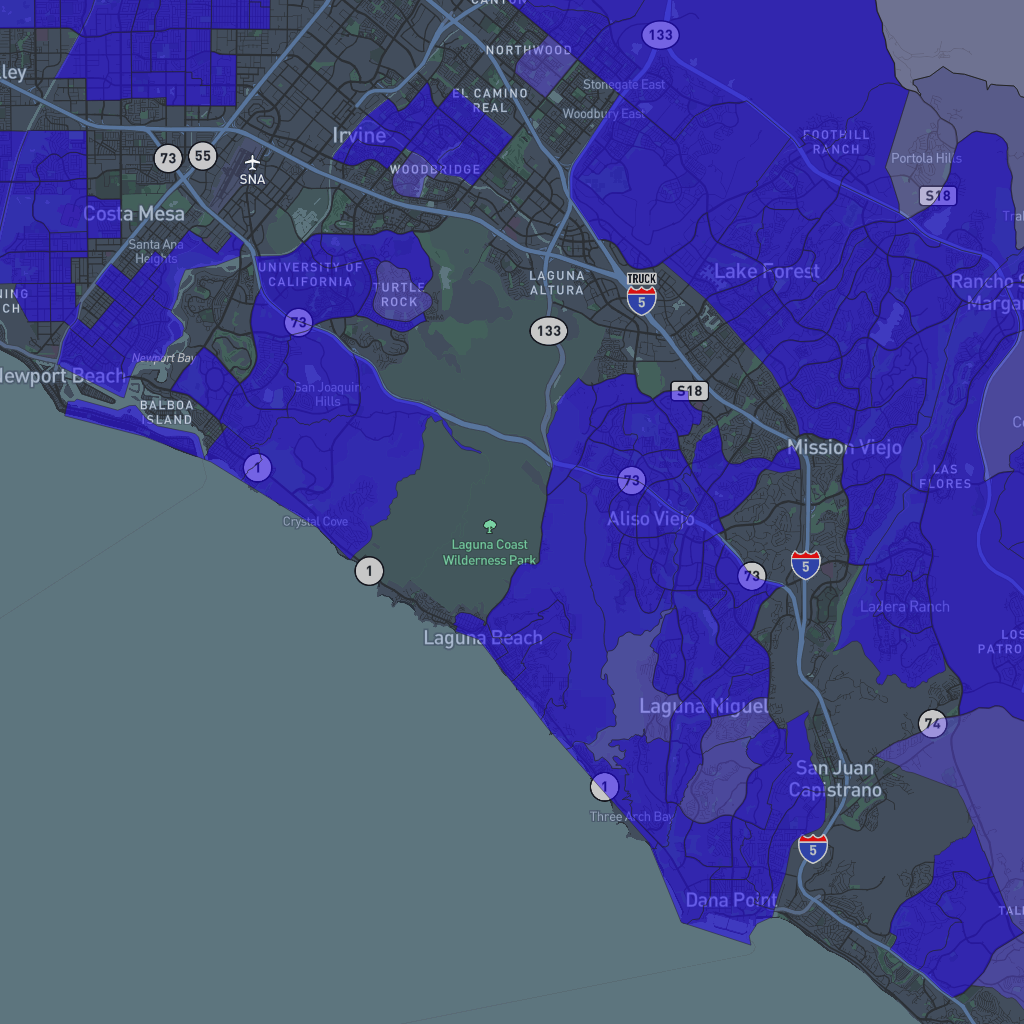 CANYON
133
NORTHWOOD
lley
Stonegate East
EL CAMINO
REAL
Woodbury East
Irvine
FOOTHILL
RANCH
73
55
SNA
Portola Hills
WOODBRIDGE
S18
Costa Mesa
Santa Ana
Heights
UNIVERSITY OF
CALIFORNIA
LAGUNA
ALTURA
TRUCK
5
Lake Forest
TURTLE
ROCK
Rancho S
Margar
NING
CH
73
133
Newport Bay
Newport Beach
San Joaquin
Hills
S18
BALBOA
ISLAND
Mission Viejo
1
73
LAS
FLORES
Aliso Viejo
Crystal Cove
Laguna Coast
Wilderness Park
1
73
5
Ladera Ranch
Laguna Beach
LOS
PATRO
Laguna Niguel
74
San Juan
Capistrano
1
Three Arch Bay
5
Dana Point
TAL